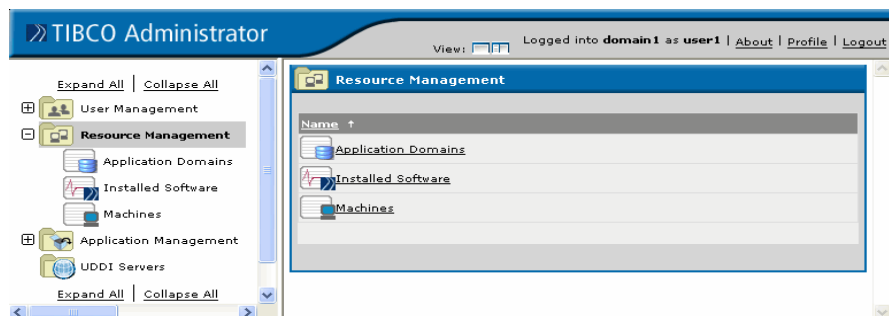 TIBCO Administrator
View: Logged into domain1 as user1 | About | Profile | Logout
Expand All | Collapse All
User Management
Resource Management
Application Domains
Installed Software
Machines
Application Management
UDDI Servers
Expand All | Collapse All
Resource Management
Name
Application Domains
Installed Software
Machines